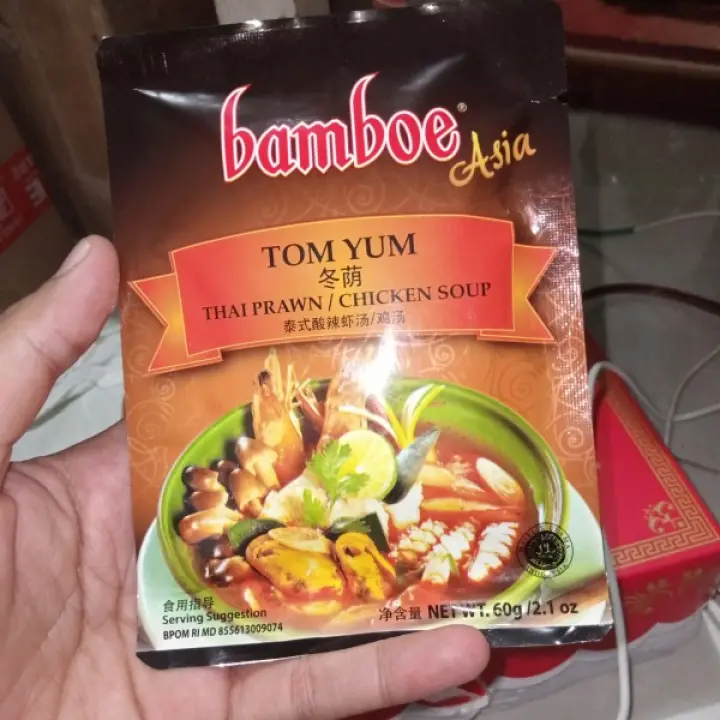 bamboe®
Asia
TOM YUM
冬荫
THAI PRAWN / CHICKEN SOUP
泰式酸辣虾汤/鸡汤
食用指导
Serving Suggestion
BPOM RI MD 855613009074
净含量 NET WT. 60g/2.1 oz